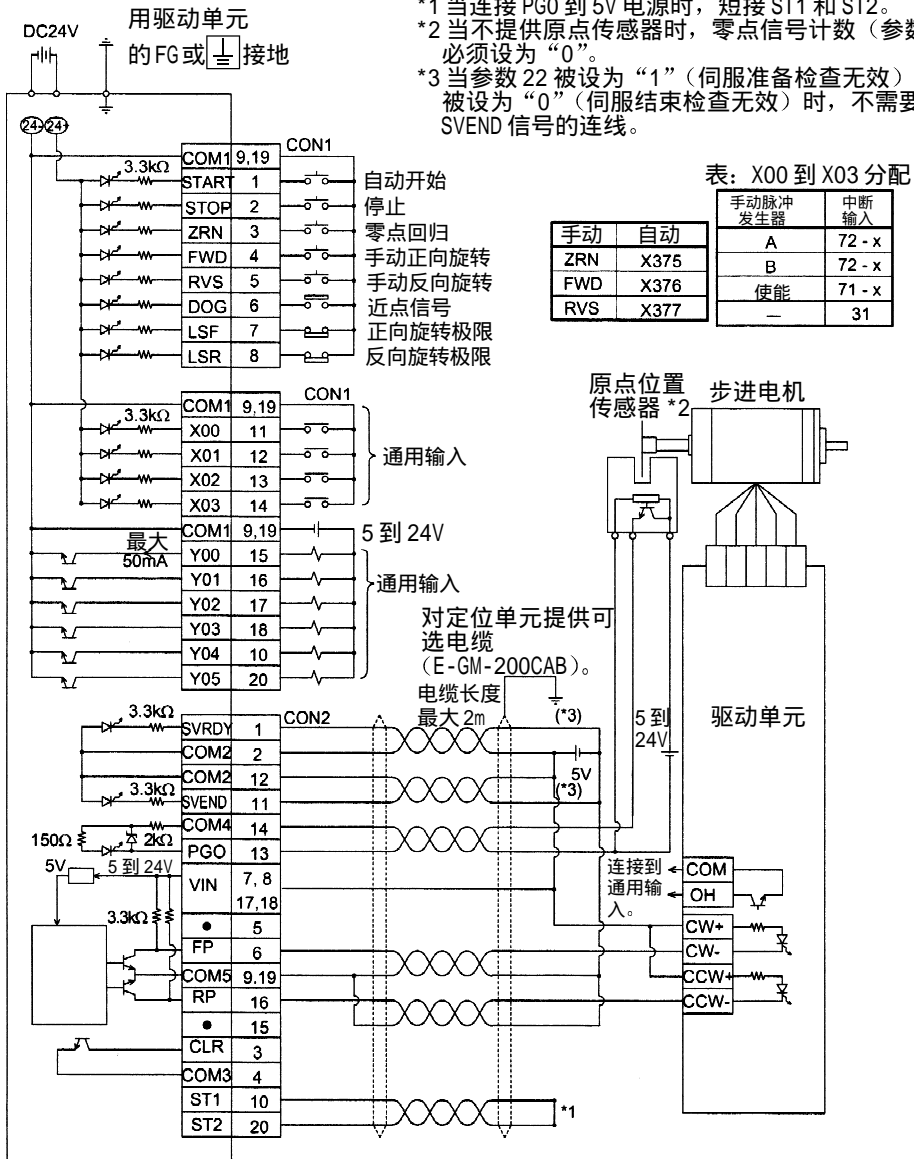 *1 当连接 PG0 到 5V 电源时，短接 ST1 和 ST2。
*2 当不提供原点传感器时，零点信号计数（参数
必须设为“0”。
*3 当参数 22 被设为“1”（伺服准备检查无效）
被设为“0”（伺服结束检查无效）时，不需要
SVEND 信号的连线。
DC24V
用驱动单元
的 FG 或 接地
24- 24+
CON1
COM1 9,19
3.3kΩ START 1 自动开始
STOP 2 停止
ZRN 3 零点回归
FWD 4 手动正向旋转
RVS 5 手动反向旋转
DOG 6 近点信号
LSF 7 正向旋转极限
LSR 8 反向旋转极限
表：X00 到 X03 分配
手动 自动
ZRN X375
FWD X376
RVS X377
手动脉冲
发生器
中断
输入
A 72 - x
B 72 - x
使能 71 - x
— 31
CON1
COM1 9,19
3.3kΩ X00 11
X01 12
X02 13
X03 14
通用输入
COM1 9,19 5 到 24V
最大
50mA
Y00 15
Y01 16
Y02 17
Y03 18
Y04 10
Y05 20
通用输入
原点位置
传感器 *2
步进电机
对定位单元提供可
选电缆
（E-GM-200CAB）。
电缆长度
最大 2m
(*3)
5 到
24V
驱动单元
CON2
3.3kΩ SVRDY 1
COM2 2
5V
COM2 12
(*3)
3.3kΩ SVEND 11
COM4 14
150Ω 2kΩ
PGO 13
5V 5 到 24V
VIN 7, 8
17,18
3.3kΩ
● 5
FP 6
COM5 9,19
RP 16
● 15
CLR 3
COM3 4
ST1 10
ST2 20
*1
连接到
通用输
入。
COM
OH
CW+
CW-
CCW+
CCW-